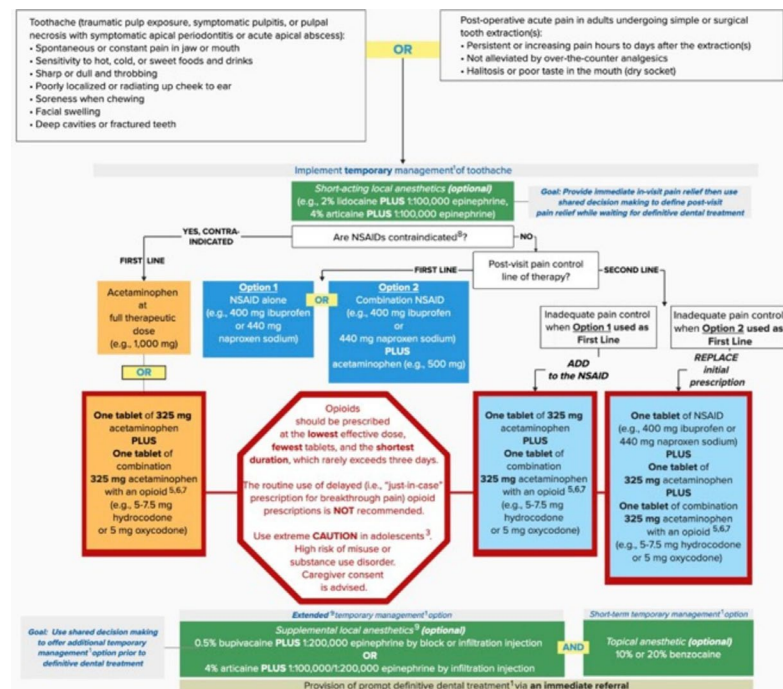 Toothache (traumatic pulp exposure, symptomatic pulpitis, or pulpal
necrosis with symptomatic apical periodontitis or acute apical abscess):
• Spontaneous or constant pain in jaw or mouth
• Sensitivity to hot, cold, or sweet foods and drinks
• Sharp or dull and throbbing
• Poorly localized or radiating up cheek to ear
• Soreness when chewing
• Facial swelling
• Deep cavities or fractured teeth
OR
Post-operative acute pain in adults undergoing simple or surgical
tooth extraction(s):
• Persistent or increasing pain hours to days after the extraction(s)
• Not alleviated by over-the-counter analgesics
• Halitosis or poor taste in the mouth (dry socket)
Implement temporary management¹ of toothache
Short-acting local anesthetics (optional)
(e.g., 2% lidocaine PLUS 1:100,000 epinephrine,
4% articaine PLUS 1:100,000 epinephrine)
Goal: Provide immediate in-visit pain relief then use
shared decision making to define post-visit
pain relief while waiting for definitive dental treatment
YES, CONTRA-
INDICATED
Are NSAIDs contraindicated⁸?
NO
FIRST LINE
FIRST LINE
Post-visit pain control
line of therapy?
SECOND LINE
Acetaminophen
at
full therapeutic
dose
(e.g., 1,000 mg)
Option 1
NSAID alone
(e.g., 400 mg ibuprofen
or 440 mg
naproxen sodium)
OR
Option 2
Combination NSAID
(e.g., 400 mg ibuprofen
or
440 mg naproxen sodium)
PLUS
acetaminophen (e.g., 500 mg)
Inadequate pain control
when Option 1 used as
First Line
Inadequate pain control
when Option 2 used as
First Line
OR
ADD
to the NSAID
REPLACE
initial
prescription
One tablet of 325 mg
acetaminophen
PLUS
One tablet of
combination
325 mg acetaminophen
with an opioid 5,6,7
(e.g., 5-7.5 mg
hydrocodone
or 5 mg oxycodone)
Opioids
should be prescribed
at the lowest effective dose,
fewest tablets, and the shortest
duration, which rarely exceeds three days.
The routine use of delayed (i.e., "just-in-case"
prescription for breakthrough pain) opioid
prescriptions is NOT recommended.
Use extreme CAUTION in adolescents³.
High risk of misuse or
substance use disorder.
Caregiver consent
is advised.
One tablet of 325 mg
acetaminophen
PLUS
One tablet of
combination
325 mg acetaminophen
with an opioid 5,6,7
(e.g., 5-7.5 mg
hydrocodone
or 5 mg oxycodone)
One tablet of NSAID
(e.g., 400 mg ibuprofen or
440 mg naproxen sodium)
PLUS
One tablet of
325 mg acetaminophen
PLUS
One tablet of combination
325 mg acetaminophen
with an opioid 5,6,7
(e.g., 5-7.5 mg hydrocodone
or 5 mg oxycodone)
Extended⁹ temporary management¹ option
Short-term temporary management¹ option
Goal: Use shared decision making
to offer additional temporary
management¹ option prior to
definitive dental treatment
Supplemental local anesthetics⁹ (optional)
0.5% bupivacaine PLUS 1:200,000 epinephrine by block or infiltration injection
OR
4% articaine PLUS 1:100,000/1:200,000 epinephrine by infiltration injection
AND
Topical anesthetic (optional)
10% or 20% benzocaine
Provision of prompt definitive dental treatment¹ via an immediate referral